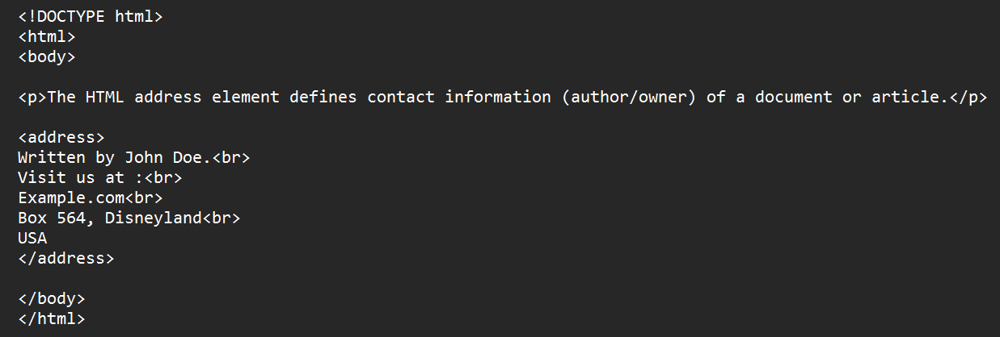 <!DOCTYPE html>
<html>
<body>
<p>The HTML address element defines contact information (author/owner) of a document or article.</p>
<address>
Written by John Doe.<br>
Visit us at :<br>
Example.com<br>
Box 564, Disneyland<br>
USA
</address>
</body>
</html>